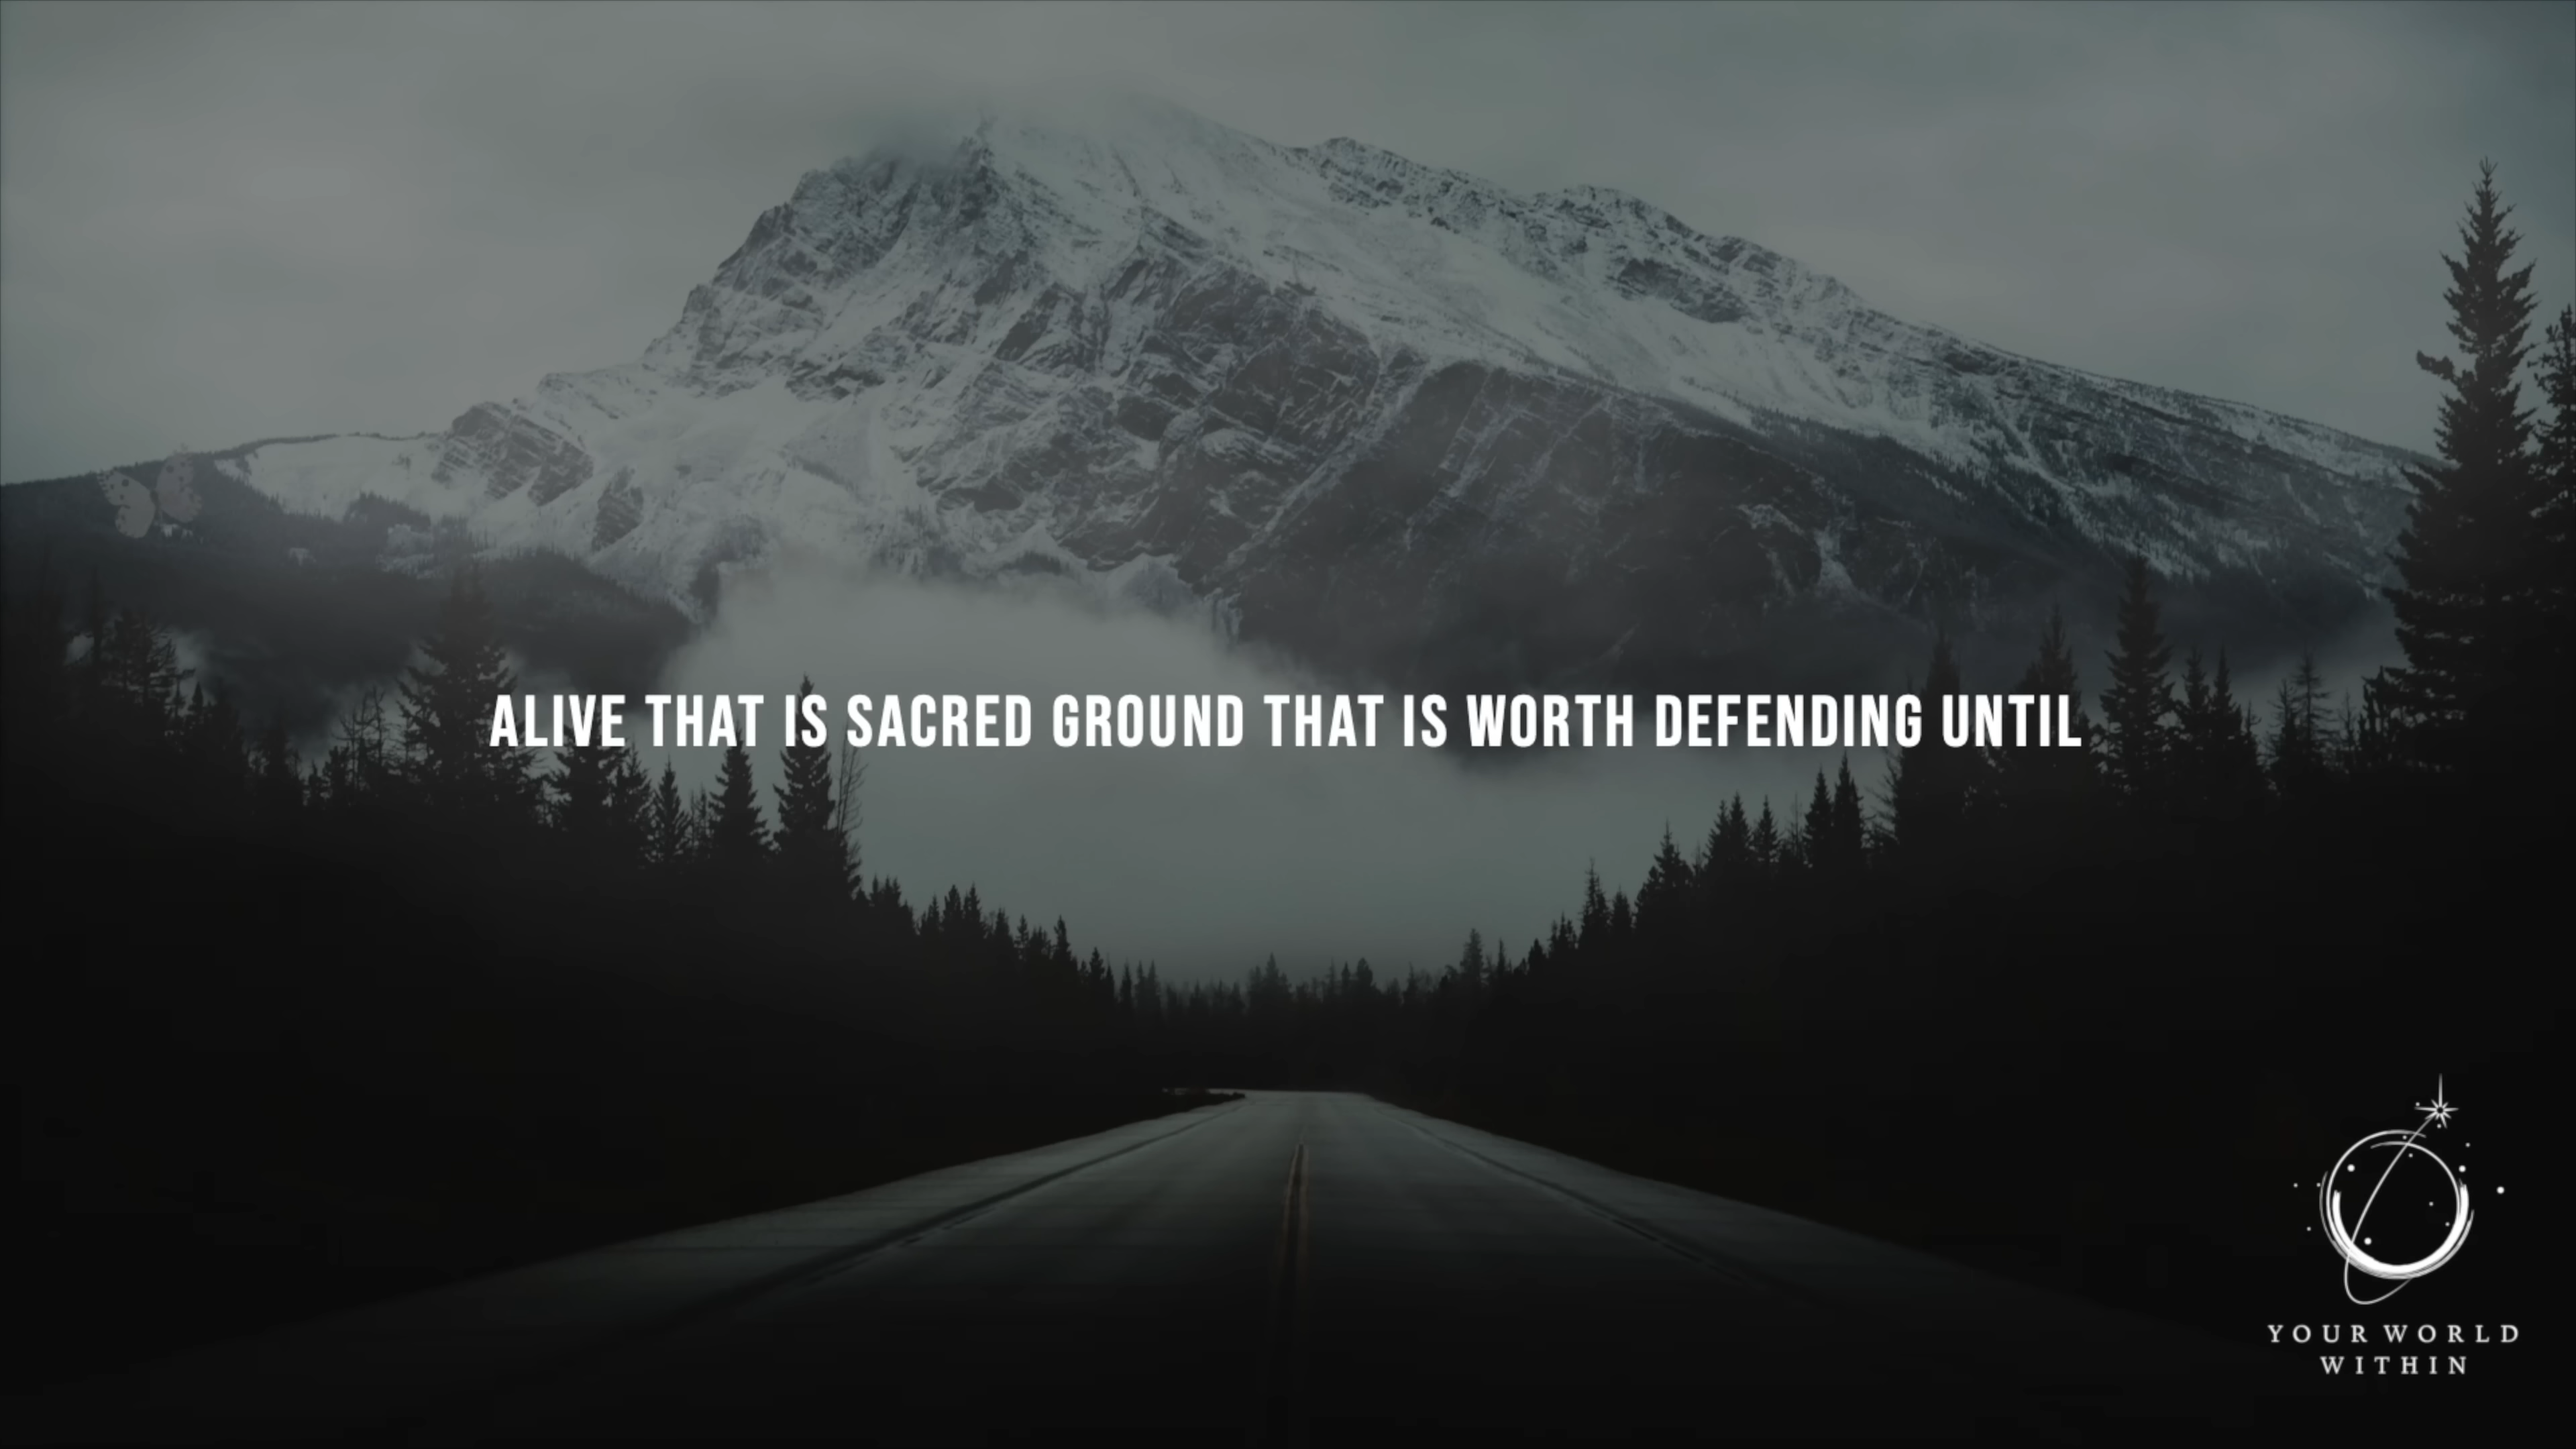 ALIVE THAT IS SACRED GROUND THAT IS WORTH DEFENDING UNTIL
YOUR WORLD
WITHIN